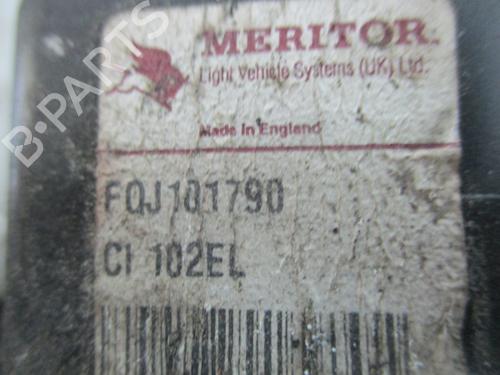 MERITOR.
Light Vehicle Systems (UK) Ltd.
Made in England
FQJ101790
CI 102EL
B-PARTS